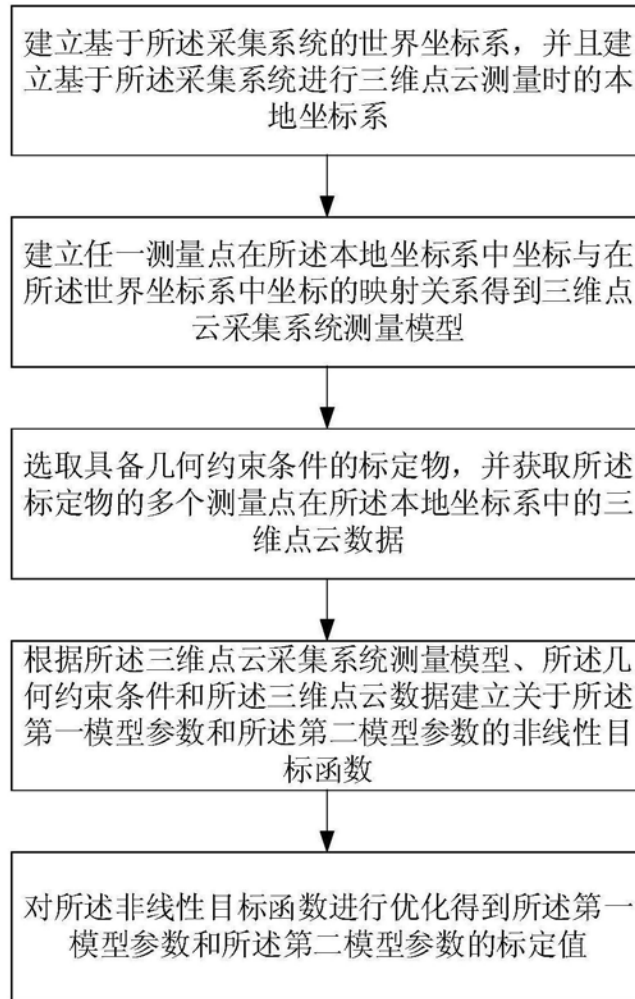 建立基于所述采集系统的世界坐标系，并且建
立基于所述采集系统进行三维点云测量时的本
地坐标系
建立任一测量点在所述本地坐标系中坐标与在
所述世界坐标系中坐标的映射关系得到三维点
云采集系统测量模型
选取具备几何约束条件的标定物，并获取所述
标定物的多个测量点在所述本地坐标系中的三
维点云数据
根据所述三维点云采集系统测量模型、所述几
何约束条件和所述三维点云数据建立关于所述
第一模型参数和所述第二模型参数的非线性目
标函数
对所述非线性目标函数进行优化得到所述第一
模型参数和所述第二模型参数的标定值